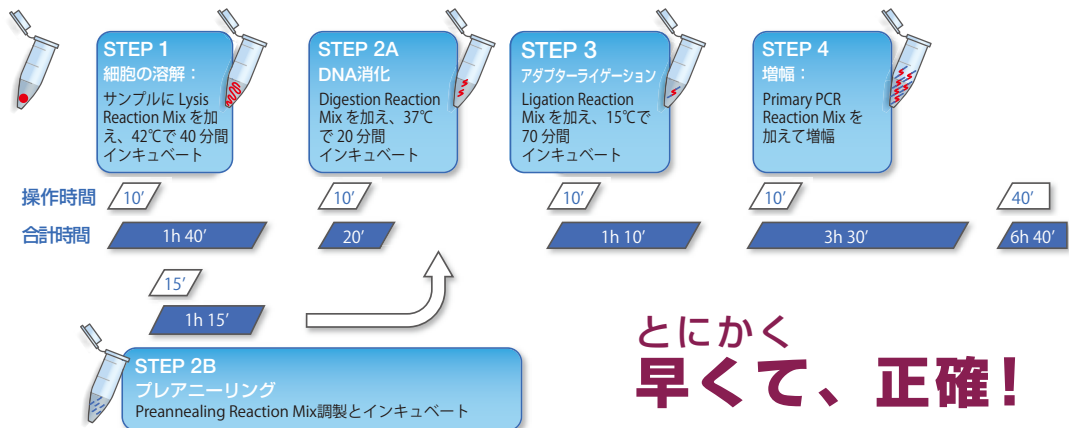 STEP 1
細胞の溶解：
サンプルに Lysis
Reaction Mix を加
え、42℃で 40 分間
インキュベート
STEP 2A
DNA消化
Digestion Reaction
Mix を加え、37℃
で 20 分間
インキュベート
STEP 3
アダプターライゲーション
Ligation Reaction
Mix を加え、15℃で
70 分間
インキュベート
STEP 4
増幅：
Primary PCR
Reaction Mix を
加えて増幅
操作時間 10′ 10′ 10′ 10′ 40′
合計時間 1h 40′ 20′ 1h 10′ 3h 30′ 6h 40′
15′
1h 15′
STEP 2B
プレアニーリング
Preannealing Reaction Mix調製とインキュベート
とにかく
早くて、正確！